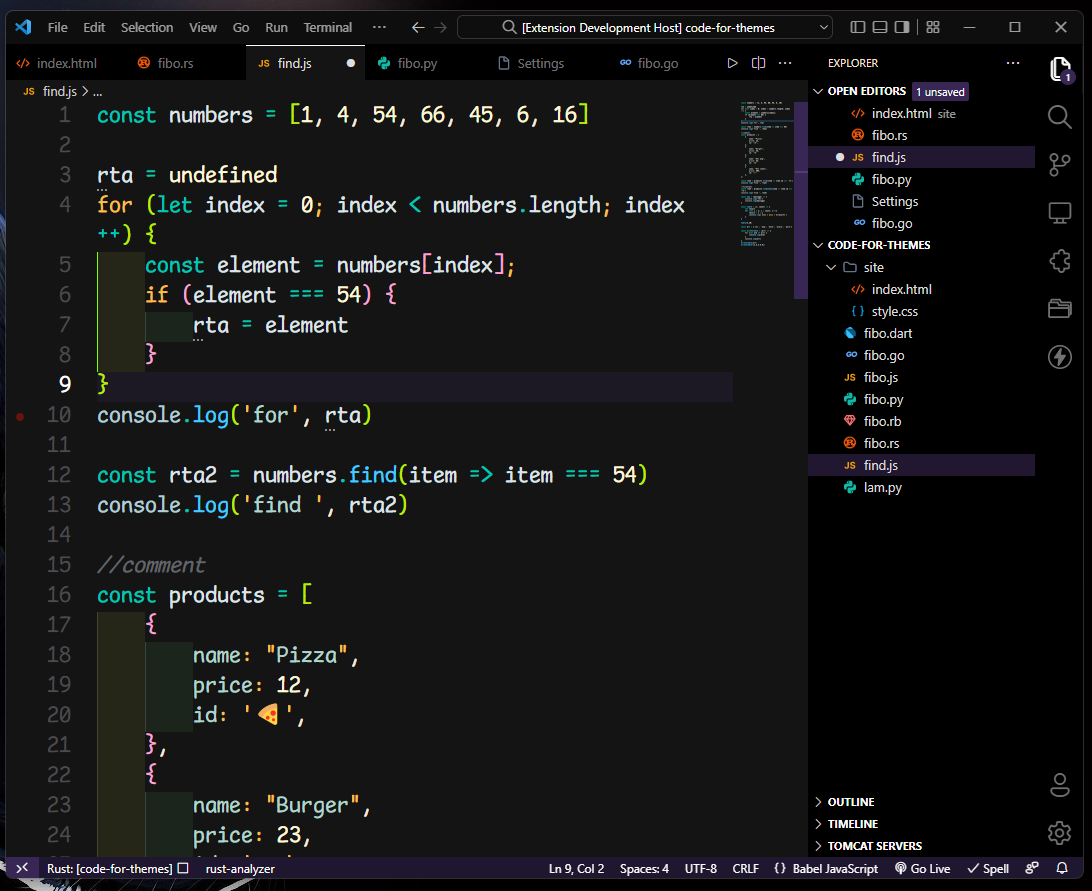 File Edit Selection View Go Run Terminal ··· [Extension Development Host] code-for-themes
index.html fibo.rs JS find.js fibo.py Settings fibo.go ···
JS find.js > ...
1 const numbers = [1, 4, 54, 66, 45, 6, 16]
2
3 rta = undefined
4 for (let index = 0; index < numbers.length; index
++) {
5 const element = numbers[index];
6 if (element === 54) {
7 rta = element
8 }
9 }
10 console.log('for', rta)
11
12 const rta2 = numbers.find(item => item === 54)
13 console.log('find ', rta2)
14
15 //comment
16 const products = [
17 {
18 name: "Pizza",
19 price: 12,
20 id: '🍕',
21 },
22 {
23 name: "Burger",
24 price: 23,
EXPLORER ···
OPEN EDITORS 1 unsaved
index.html site
fibo.rs
JS find.js
fibo.py
Settings
fibo.go
CODE-FOR-THEMES
site
index.html
{ } style.css
fibo.dart
fibo.go
JS fibo.js
fibo.py
fibo.rb
fibo.rs
JS find.js
lam.py
OUTLINE
TIMELINE
TOMCAT SERVERS
1
Rust: [code-for-themes] rust-analyzer Ln 9, Col 2 Spaces: 4 UTF-8 CRLF { } Babel JavaScript Go Live Spell